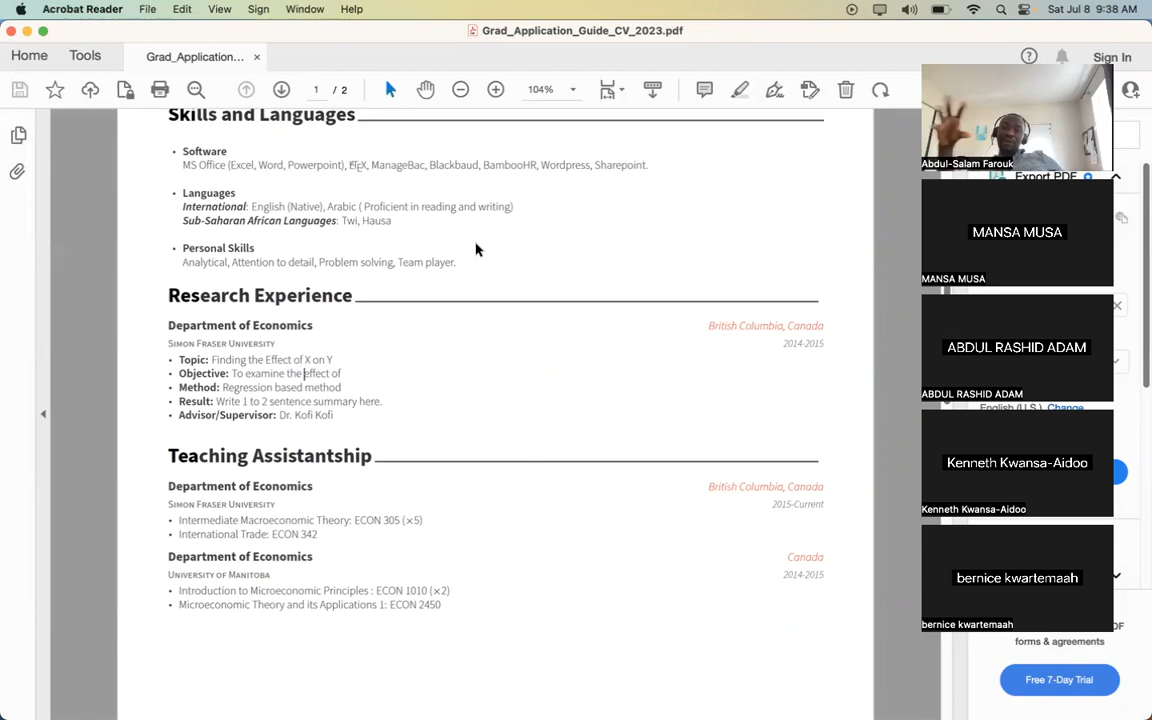 Acrobat Reader File Edit View Sign Window Help Sat Jul 8 9:38 AM
Grad_Application_Guide_CV_2023.pdf
Home Tools Grad_Application... × Sign In
1 / 2 104%
Skills and Languages
Software
MS Office (Excel, Word, Powerpoint), LaTeX, ManageBac, Blackbaud, BambooHR, Wordpress, Sharepoint.
Languages
International: English (Native), Arabic ( Proficient in reading and writing)
Sub-Saharan African Languages: Twi, Hausa
Personal Skills
Analytical, Attention to detail, Problem solving, Team player.
Research Experience
Department of Economics British Columbia, Canada
Simon Fraser University 2014-2015
• Topic: Finding the Effect of X on Y
• Objective: To examine the effect of
• Method: Regression based method
• Result: Write 1 to 2 sentence summary here.
• Advisor/Supervisor: Dr. Kofi Kofi
Teaching Assistantship
Department of Economics British Columbia, Canada
Simon Fraser University 2015-Current
• Intermediate Macroeconomic Theory: ECON 305 (×5)
• International Trade: ECON 342
Department of Economics Canada
University of Manitoba 2014-2015
• Introduction to Microeconomic Principles : ECON 1010 (×2)
• Microeconomic Theory and its Applications 1: ECON 2450
Abdul-Salam Farouk
Export PDF
MANSA MUSA
MANSA MUSA
ABDUL RASHID ADAM
ABDUL RASHID ADAM
English (U.S.) Change
Kenneth Kwansa-Aidoo
Kenneth Kwansa-Aidoo
bernice kwartemaah
bernice kwartemaah
forms & agreements
Free 7-Day Trial